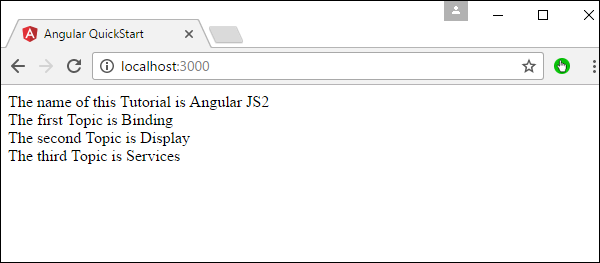 Angular QuickStart
localhost:3000
The name of this Tutorial is Angular JS2
The first Topic is Binding
The second Topic is Display
The third Topic is Services